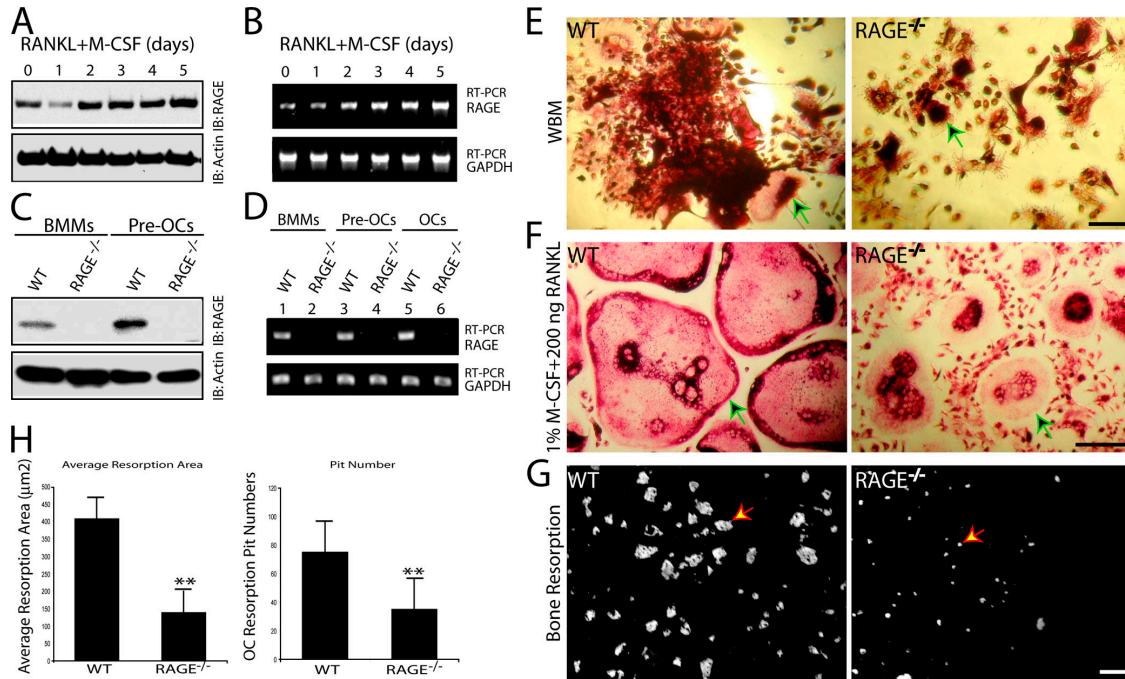 A
RANKL+M-CSF (days)
0 1 2 3 4 5
IB:RAGE
IB:Actin
B
RANKL+M-CSF (days)
0 1 2 3 4 5
RT-PCR
RAGE
RT-PCR
GAPDH
C
BMMs Pre-OCs
WT RAGE-/- WT RAGE-/-
IB:RAGE
IB:Actin
D
BMMs Pre-OCs OCs
WT RAGE-/- WT RAGE-/- WT RAGE-/-
1 2 3 4 5 6
RT-PCR
RAGE
RT-PCR
GAPDH
E
WT RAGE-/-
WBM
F
WT RAGE-/-
1% M-CSF+200 ng RANKL
G
WT RAGE-/-
Bone Resorption
H
Average Resorption Area
Average Resorption Area (μm2)
500
450
400
350
300
250
200
150
100
50
0
**
WT RAGE-/-
Pit Number
OC Resorption Pit Numbers
120
100
80
60
40
20
0
**
WT RAGE-/-